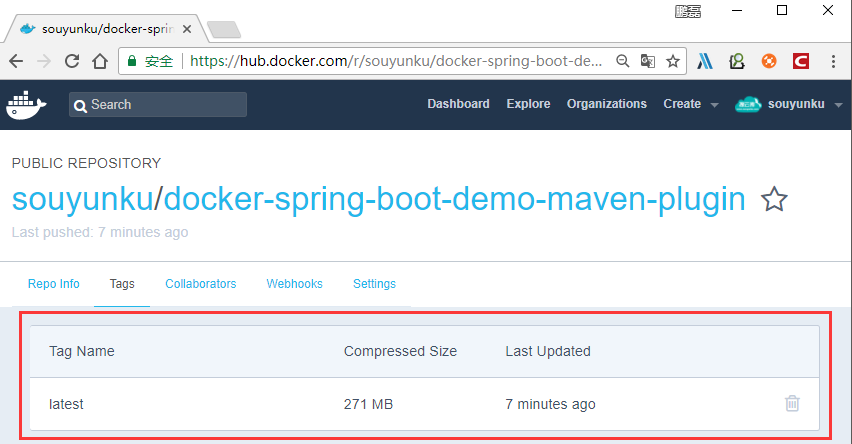 鹏磊
souyunku/docker-sprin
安全 https://hub.docker.com/r/souyunku/docker-spring-boot-de...
Search Dashboard Explore Organizations Create souyunku
PUBLIC REPOSITORY
souyunku/docker-spring-boot-demo-maven-plugin
Last pushed: 7 minutes ago
Repo Info Tags Collaborators Webhooks Settings
Tag Name Compressed Size Last Updated
latest 271 MB 7 minutes ago